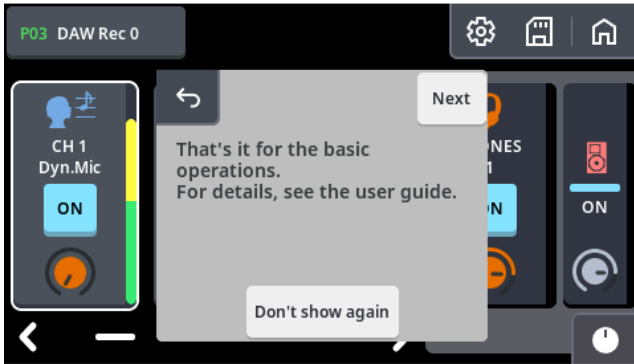 P03 DAW Rec 0
CH 1
Dyn.Mic
ON
Next
That's it for the basic
operations.
For details, see the user guide.
Don't show again
ONES
1
N
ON